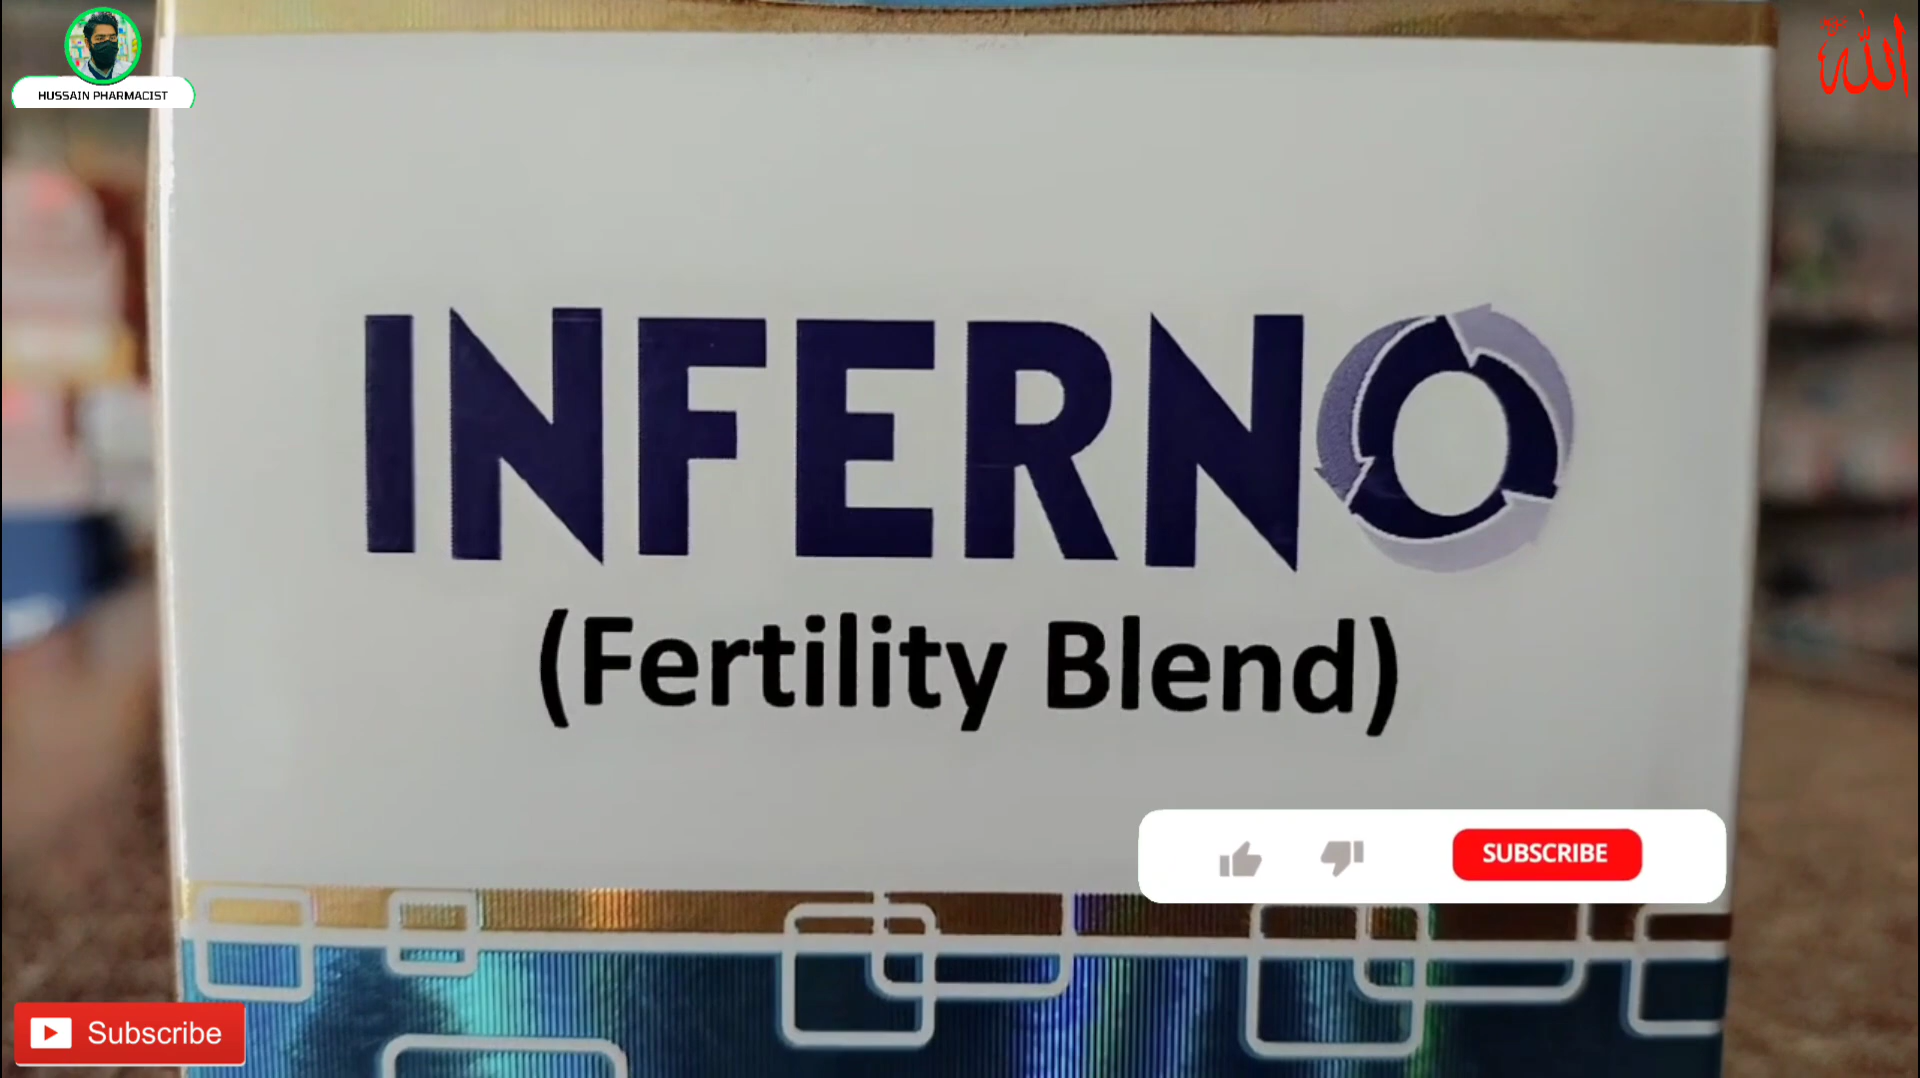 HUSSAIN PHARMACIST
الله
INFERNO
(Fertility Blend)
SUBSCRIBE
Subscribe